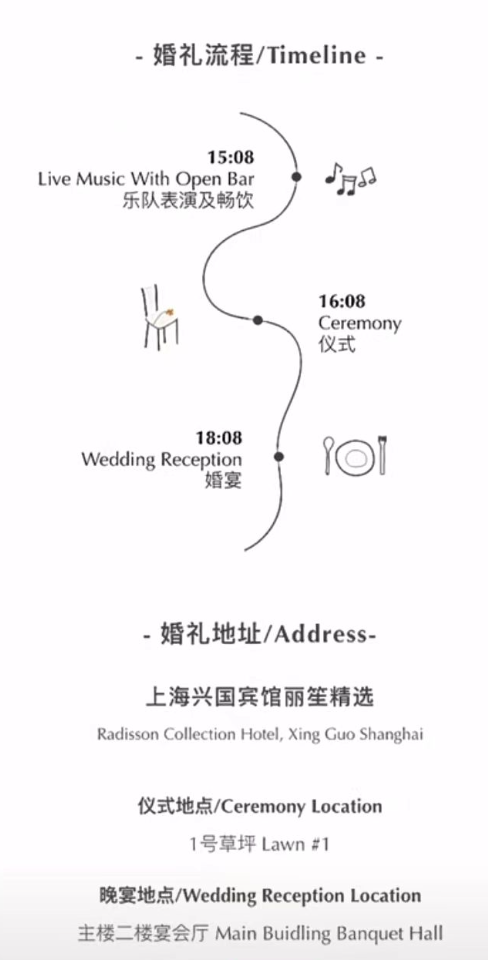 - 婚礼流程/Timeline -
15:08
Live Music With Open Bar
乐队表演及畅饮
16:08
Ceremony
仪式
18:08
Wedding Reception
婚宴
- 婚礼地址/Address-
上海兴国宾馆丽笙精选
Radisson Collection Hotel, Xing Guo Shanghai
仪式地点/Ceremony Location
1号草坪 Lawn #1
晚宴地点/Wedding Reception Location
主楼二楼宴会厅 Main Buidling Banquet Hall